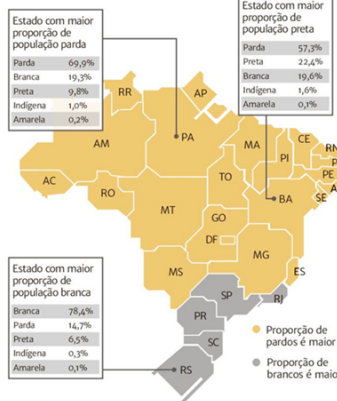 Estado com maior
proporção de
população parda
Parda 69,9%
Branca 19,3%
Preta 9,8%
Indígena 1,0%
Amarela 0,2%
Estado com maior
proporção de
população preta
Parda 57,3%
Preta 22,4%
Branca 19,6%
Indígena 1,6%
Amarela 0,1%
RR
AP
AM
PA
MA
CE
RN
PI
PE
AC
RO
TO
BA
SE
MT
GO
DF
MG
ES
MS
SP
RJ
PR
SC
RS
Estado com maior
proporção de
população branca
Branca 78,4%
Parda 14,7%
Preta 6,5%
Indígena 0,3%
Amarela 0,1%
Proporção de
pardos é maior
Proporção de
brancos é maio